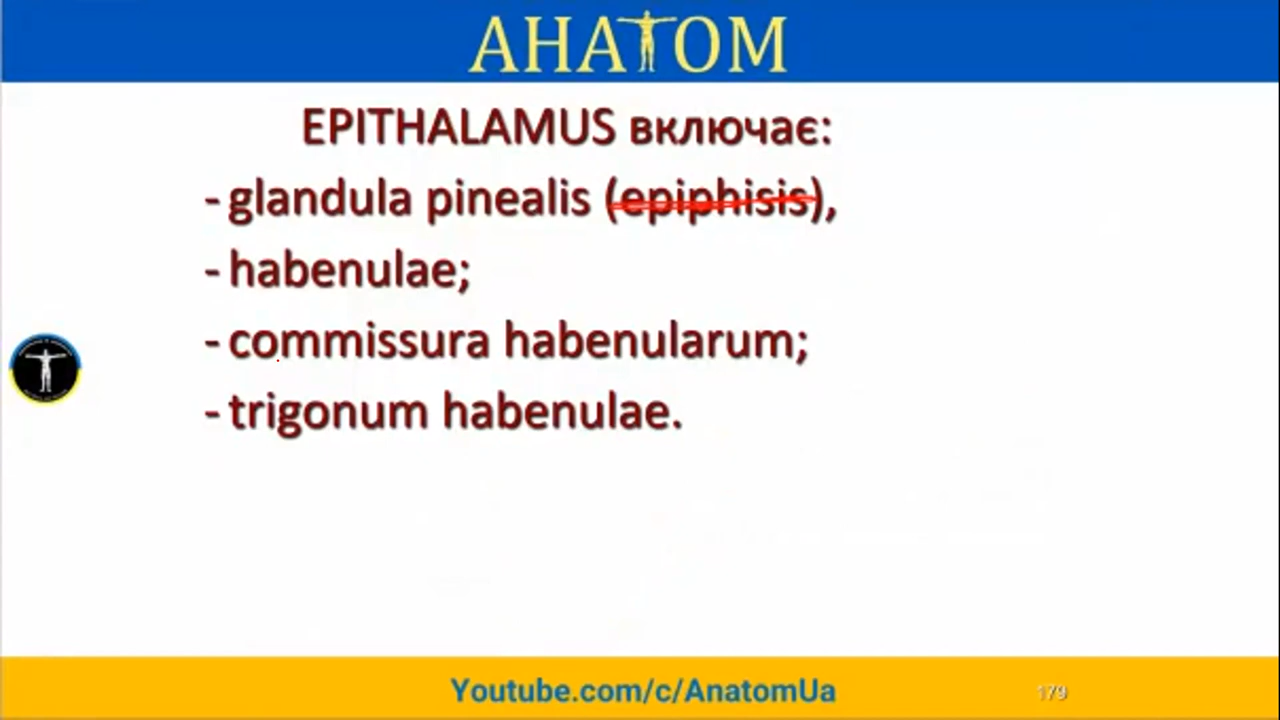 АНАТОМ
EPITHALAMUS включає:
- glandula pinealis (epiphisis),
- habenulae;
- commissura habenularum;
- trigonum habenulae.
Youtube.com/c/AnatomUa
179